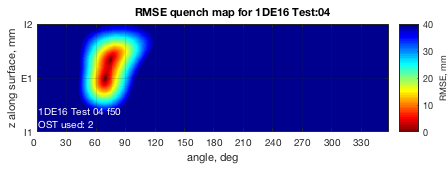 RMSE quench map for 1DE16 Test:04
I2
E1
I1
z along surface, mm
1DE16 Test 04 f50
OST used: 2
0 30 60 90 120 150 180 210 240 270 300 330
angle, deg
40
30
20
10
0
RMSE, mm